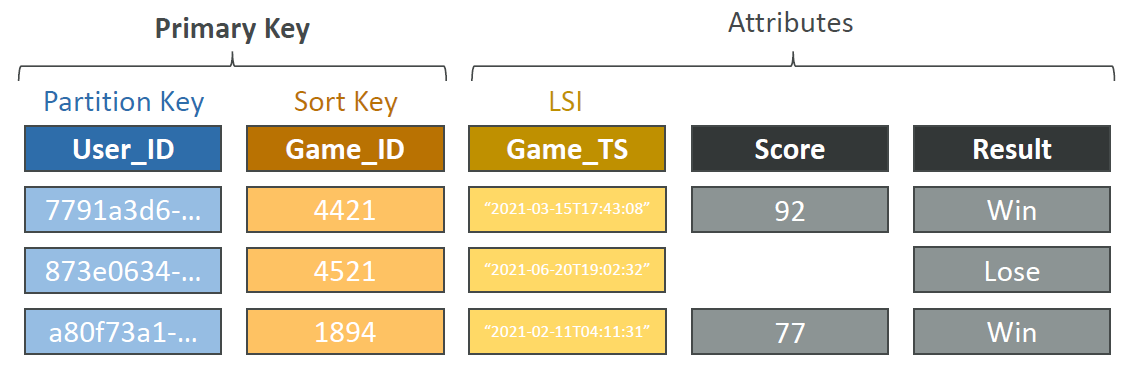 Primary Key
Attributes
Partition Key Sort Key LSI
User_ID Game_ID Game_TS Score Result
7791a3d6-... 4421 “2021-03-15T17:43:08” 92 Win
873e0634-... 4521 “2021-06-20T19:02:32” Lose
a80f73a1-... 1894 “2021-02-11T04:11:31” 77 Win